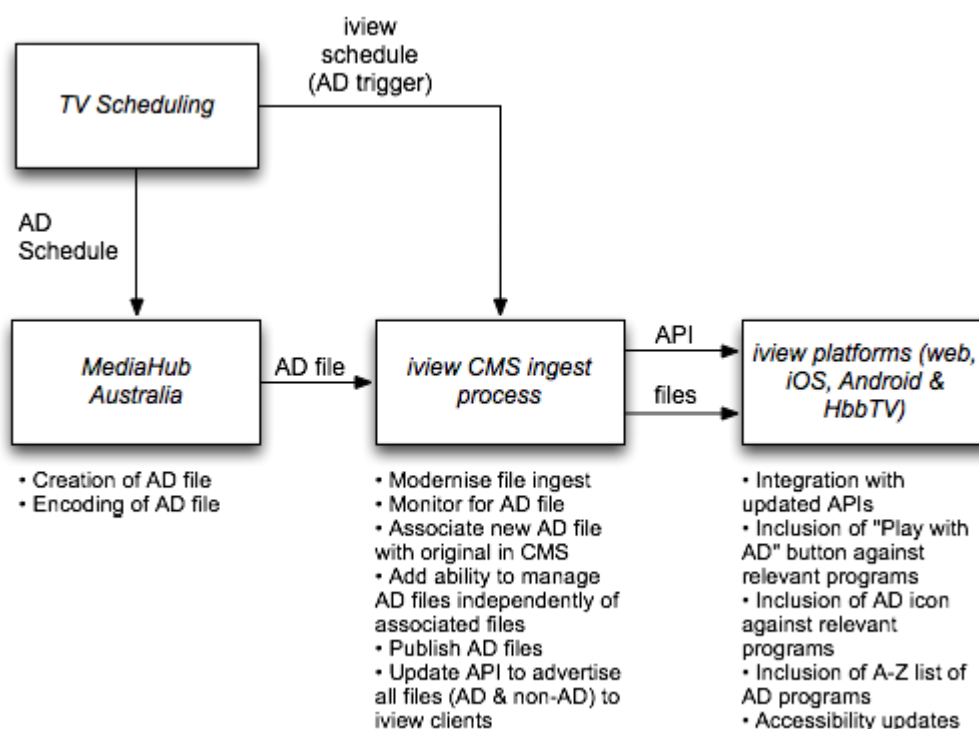 iview
schedule
(AD trigger)
TV Scheduling
AD
Schedule
MediaHub
Australia
AD file
iview CMS ingest
process
API
files
iview platforms (web,
iOS, Android &
HbbTV)
• Creation of AD file
• Encoding of AD file
• Modernise file ingest
• Monitor for AD file
• Associate new AD file
with original in CMS
• Add ability to manage
AD files independently of
associated files
• Publish AD files
• Update API to advertise
all files (AD & non-AD) to
iview clients
• Integration with
updated APIs
• Inclusion of "Play with
AD" button against
relevant programs
• Inclusion of AD icon
against relevant
programs
• Inclusion of A-Z list of
AD programs
• Accessibility updates